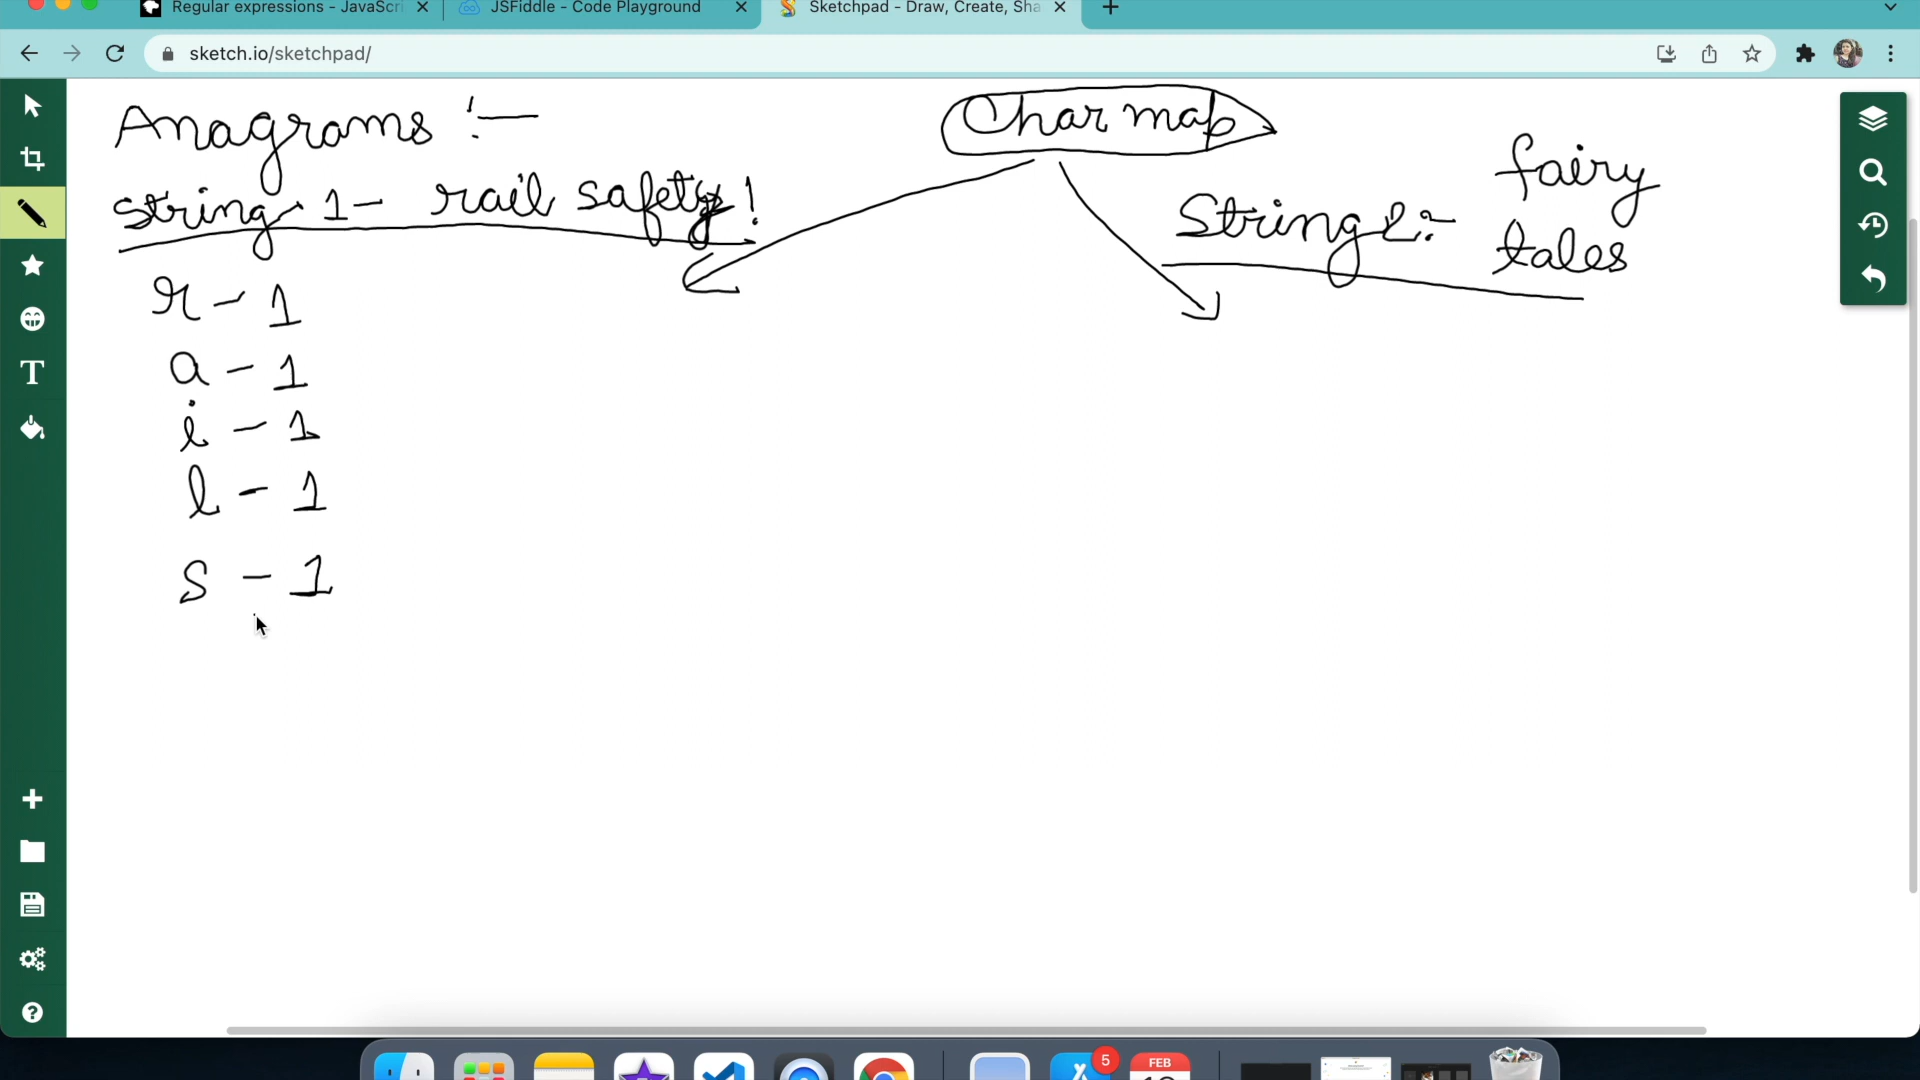 Regular expressions - JavaScri
JSFiddle - Code Playground
Sketchpad - Draw, Create, Sha
sketch.io/sketchpad/
Anagrams :-
string 1 - rail safety!
Char map
String 2:-
fairy
tales
r - 1
a - 1
i - 1
l - 1
s - 1
T
5
FEB